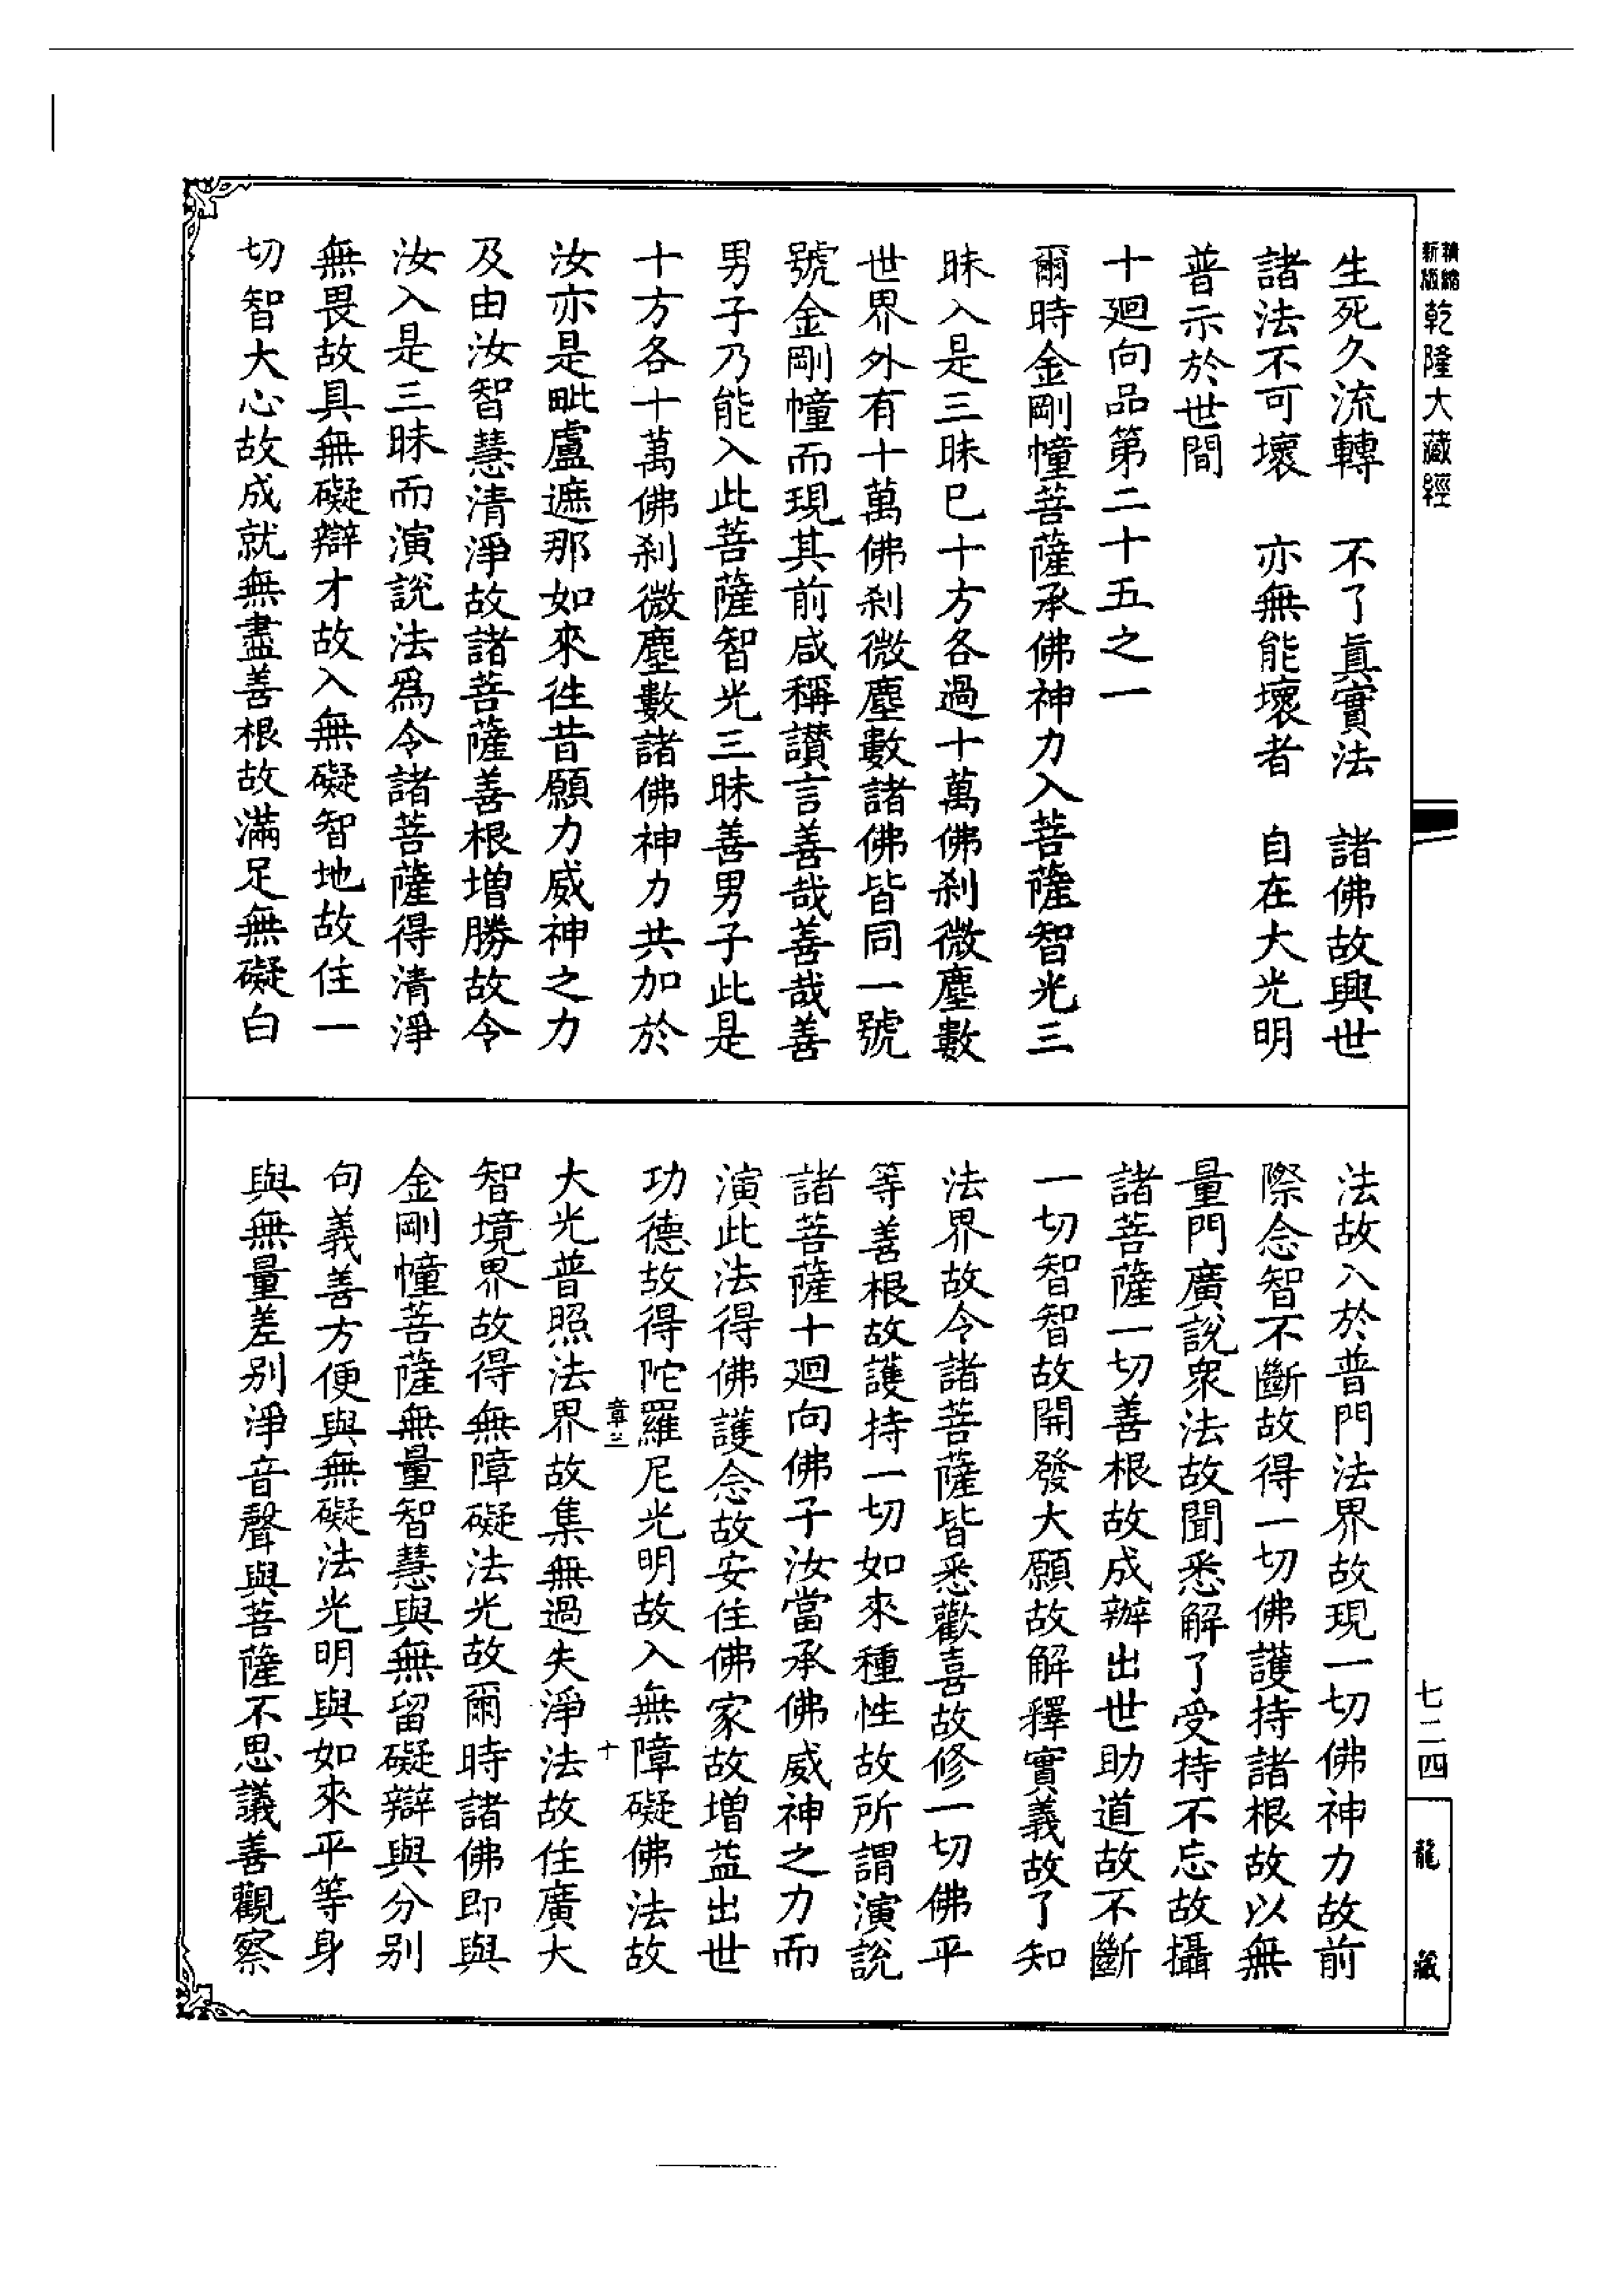 精縮新版乾隆大藏經
生死久流轉 不了眞實法 諸佛故興世
諸法不可壞 亦無能壞者 自在大光明
普示於世間
十廻向品第二十五之一
爾時金剛幢菩薩承佛神力入菩薩智光三
昧入是三昧已十方各過十萬佛刹微塵數
世界外有十萬佛刹微塵數諸佛皆同一號
號金剛幢而現其前咸稱讃言善哉善哉善
男子乃能入此菩薩智光三昧善男子此是
十方各十萬佛刹微塵數諸佛神力共加於
汝亦是毗盧遮那如來徃昔願力威神之力
及由汝智慧清淨故諸菩薩善根增勝故令
汝入是三昧而演說法爲令諸菩薩得清淨
無畏故具無礙辯才故入無礙智地故住一
切智大心故成就無盡善根故滿足無礙白
法故入於普門法界故現一切佛神力故前
際念智不斷故得一切佛護持諸根故以無
量門廣說衆法故聞悉解了受持不忘故攝
諸菩薩一切善根故成辦出世助道故不斷
一切智智故開發大願故解釋實義故了知
法界故令諸菩薩皆悉歡喜故修一切佛平
等善根故護持一切如來種性故所謂演說
諸菩薩十廻向佛子汝當承佛威神之力而
演此法得佛護念故安住佛家故增益出世
功德故得陀羅尼光明故入無障礙佛法故
章三 十
大光普照法界故集無過失淨法故住廣大
智境界故得無障礙法光故爾時諸佛即與
金剛幢菩薩無量智慧與無留礙辯與分別
句義善方便與無礙法光明與如來平等身
與無量差別淨音聲與菩薩不思議善觀察
七二四
龍藏